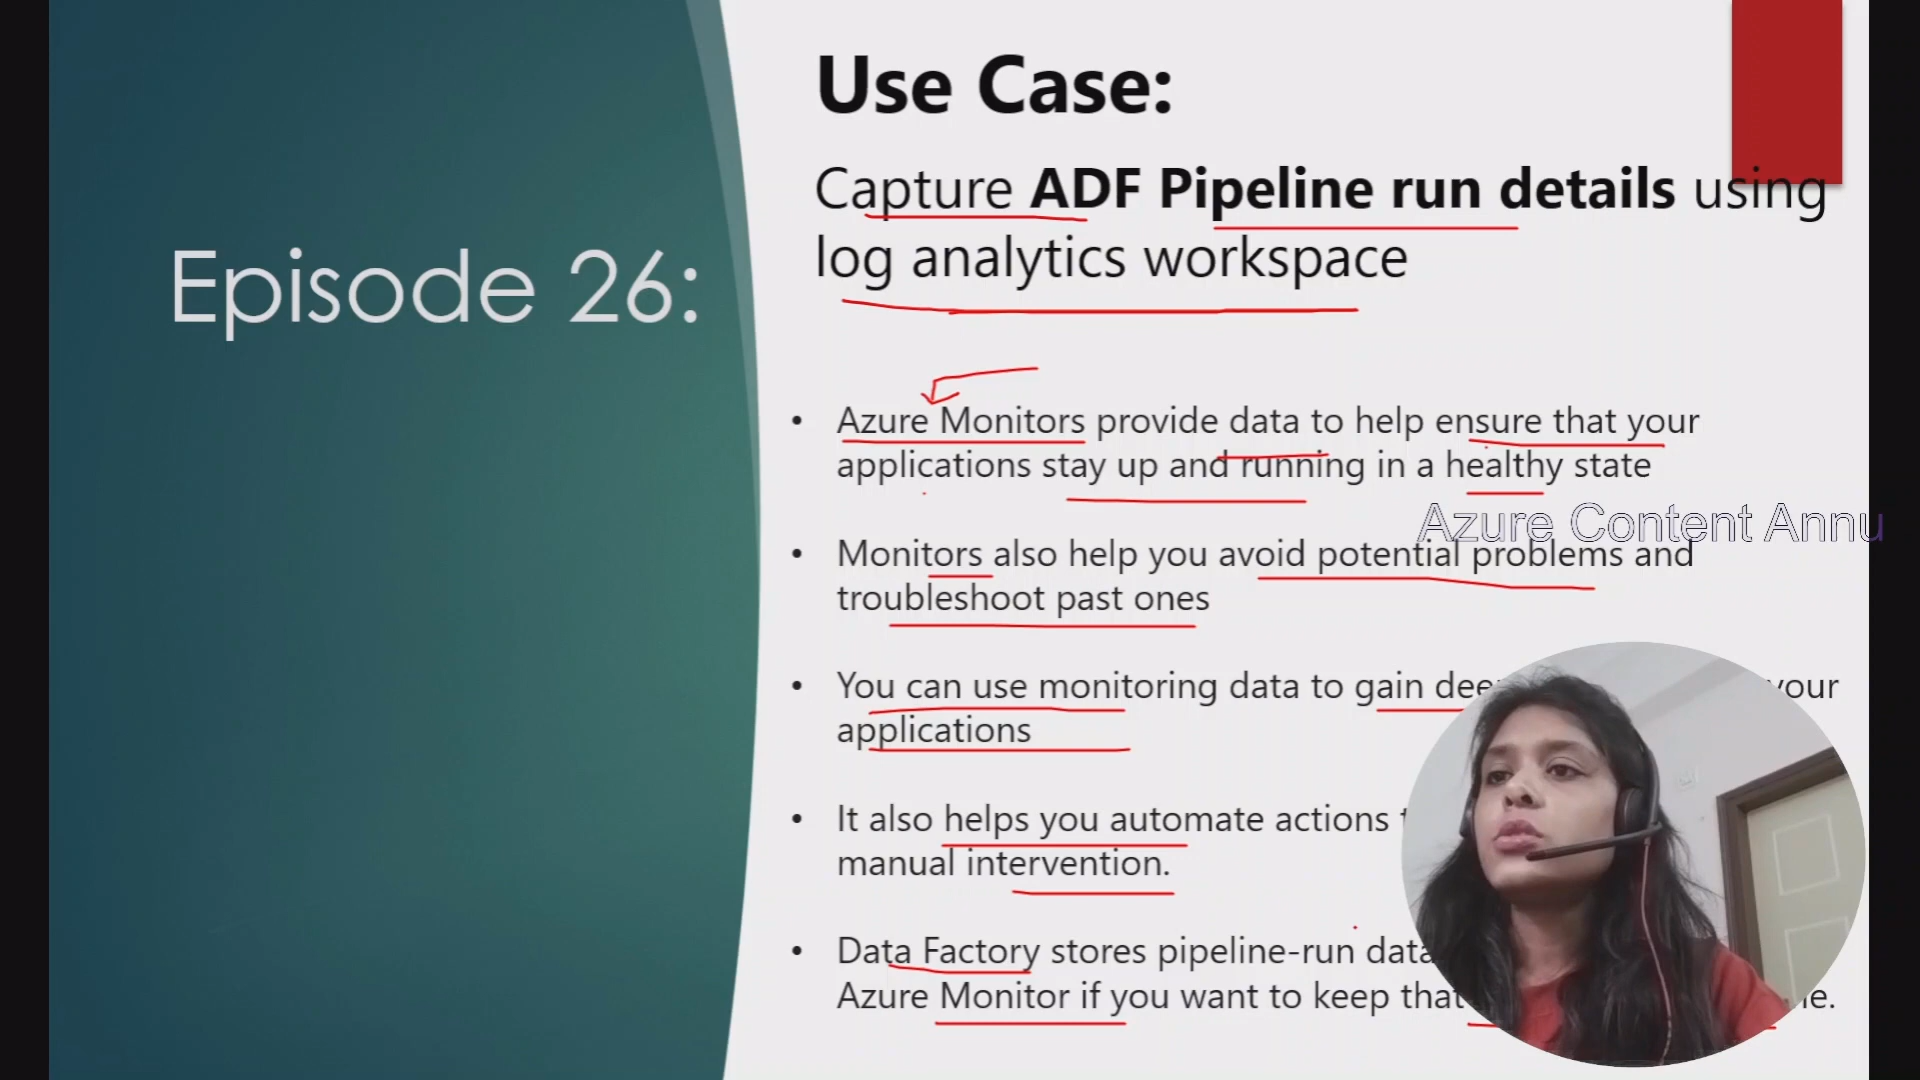 Episode 26:
Use Case:
Capture ADF Pipeline run details using
log analytics workspace
• Azure Monitors provide data to help ensure that your
applications stay up and running in a healthy state
Azure Content Annu
• Monitors also help you avoid potential problems and
troubleshoot past ones
• You can use monitoring data to gain your
applications
• It also helps you automate actions
manual intervention.
• Data Factory stores pipeline-run data
Azure Monitor if you want to keep that